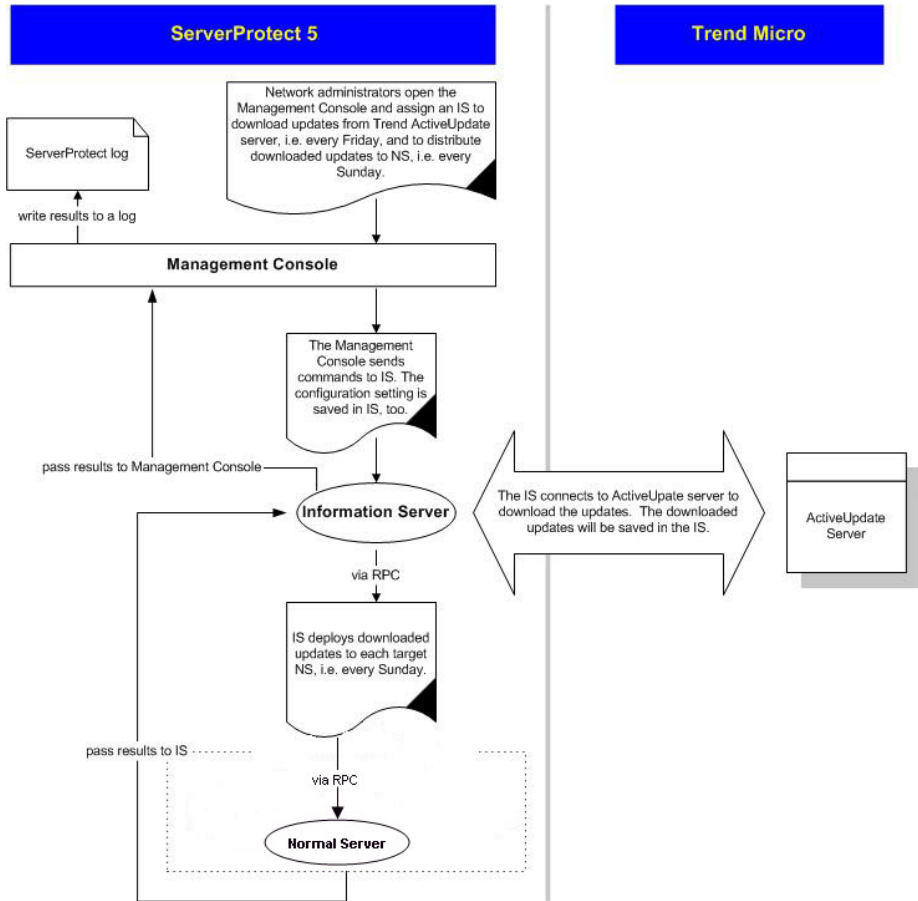 ServerProtect 5
Trend Micro
Network administrators open the
Management Console and assign an IS to
download updates from Trend ActiveUpdate
server, i.e. every Friday, and to distribute
downloaded updates to NS, i.e. every
Sunday.
ServerProtect log
write results to a log
Management Console
The Management
Console sends
commands to IS. The
configuration setting is
saved in IS, too.
pass results to Management Console
Information Server
The IS connects to ActiveUpate server to
download the updates. The downloaded
updates will be saved in the IS.
ActiveUpdate
Server
via RPC
IS deploys downloaded
updates to each target
NS, i.e. every Sunday.
pass results to IS
via RPC
Normal Server